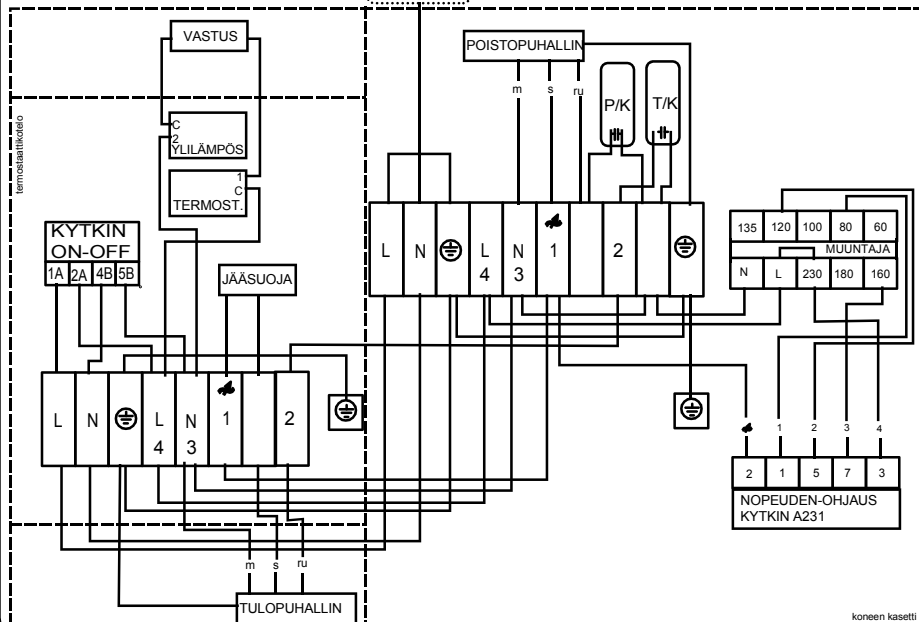 VASTUS
POISTOPUHALLIN
m
s
ru
P/K
T/K
termostaattikotelo
C
2
YLILÄMPÖS
1
C
TERMOST.
KYTKIN
ON-OFF
1A 2A 4B 5B
JÄÄSUOJA
L N L 4 N 3 1 2
135 120 100 80 60
MUUNTAJA
N L 230 180 160
L N L 4 N 3 1 2
1 2 3 4
2 1 5 7 3
NOPEUDEN-OHJAUS
KYTKIN A231
m
s
ru
TULOPUHALLIN
koneen kasetti